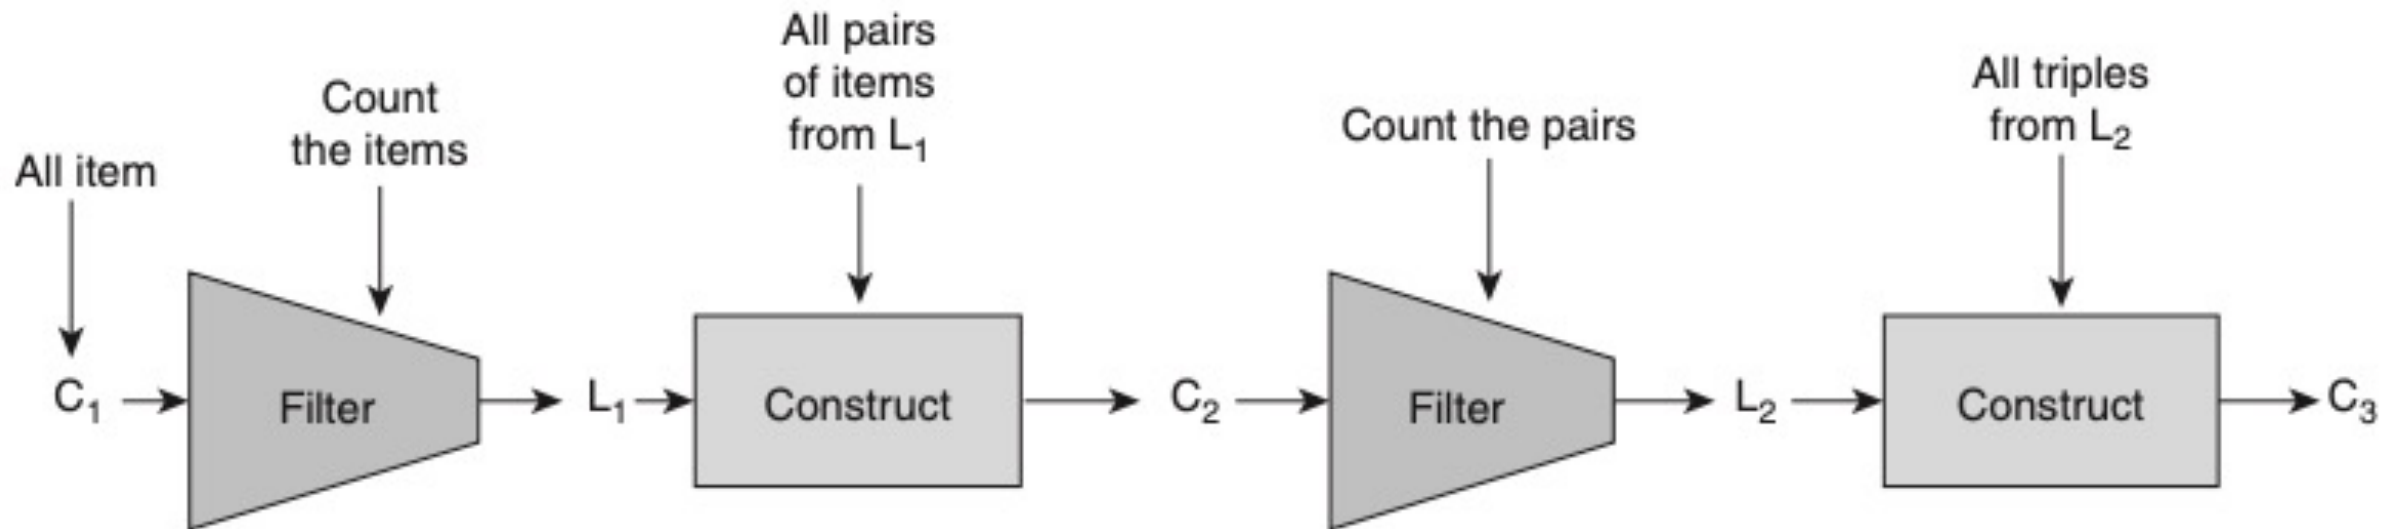 All item
Count
the items
All pairs
of items
from L₁
Count the pairs
All triples
from L₂
C₁
Filter
L₁
Construct
C₂
Filter
L₂
Construct
C₃